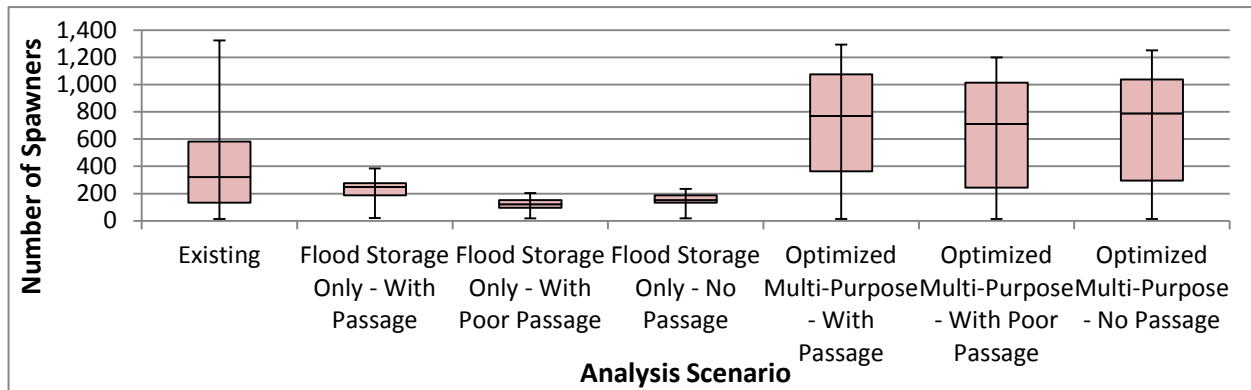 Number of Spawners
1,400
1,200
1,000
800
600
400
200
0
Existing
Flood Storage
Only - With
Passage
Flood Storage
Only - With
Poor Passage
Flood Storage
Only - No
Passage
Optimized
Multi-Purpose
- With
Passage
Optimized
Multi-Purpose
- With Poor
Passage
Optimized
Multi-Purpose
- No Passage
Analysis Scenario